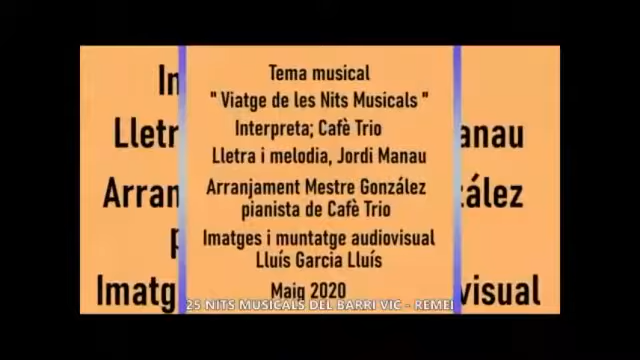 Tema musical
" Viatge de les Nits Musicals "
Interpreta; Cafè Trio
Lletra i melodia, Jordi Manau
Arranjament Mestre González
pianista de Cafè Trio
Imatges i muntatge audiovisual
Lluís Garcia Lluís
Maig 2020
25 NITS MUSICALS DEL BARRI VIC - REMEI